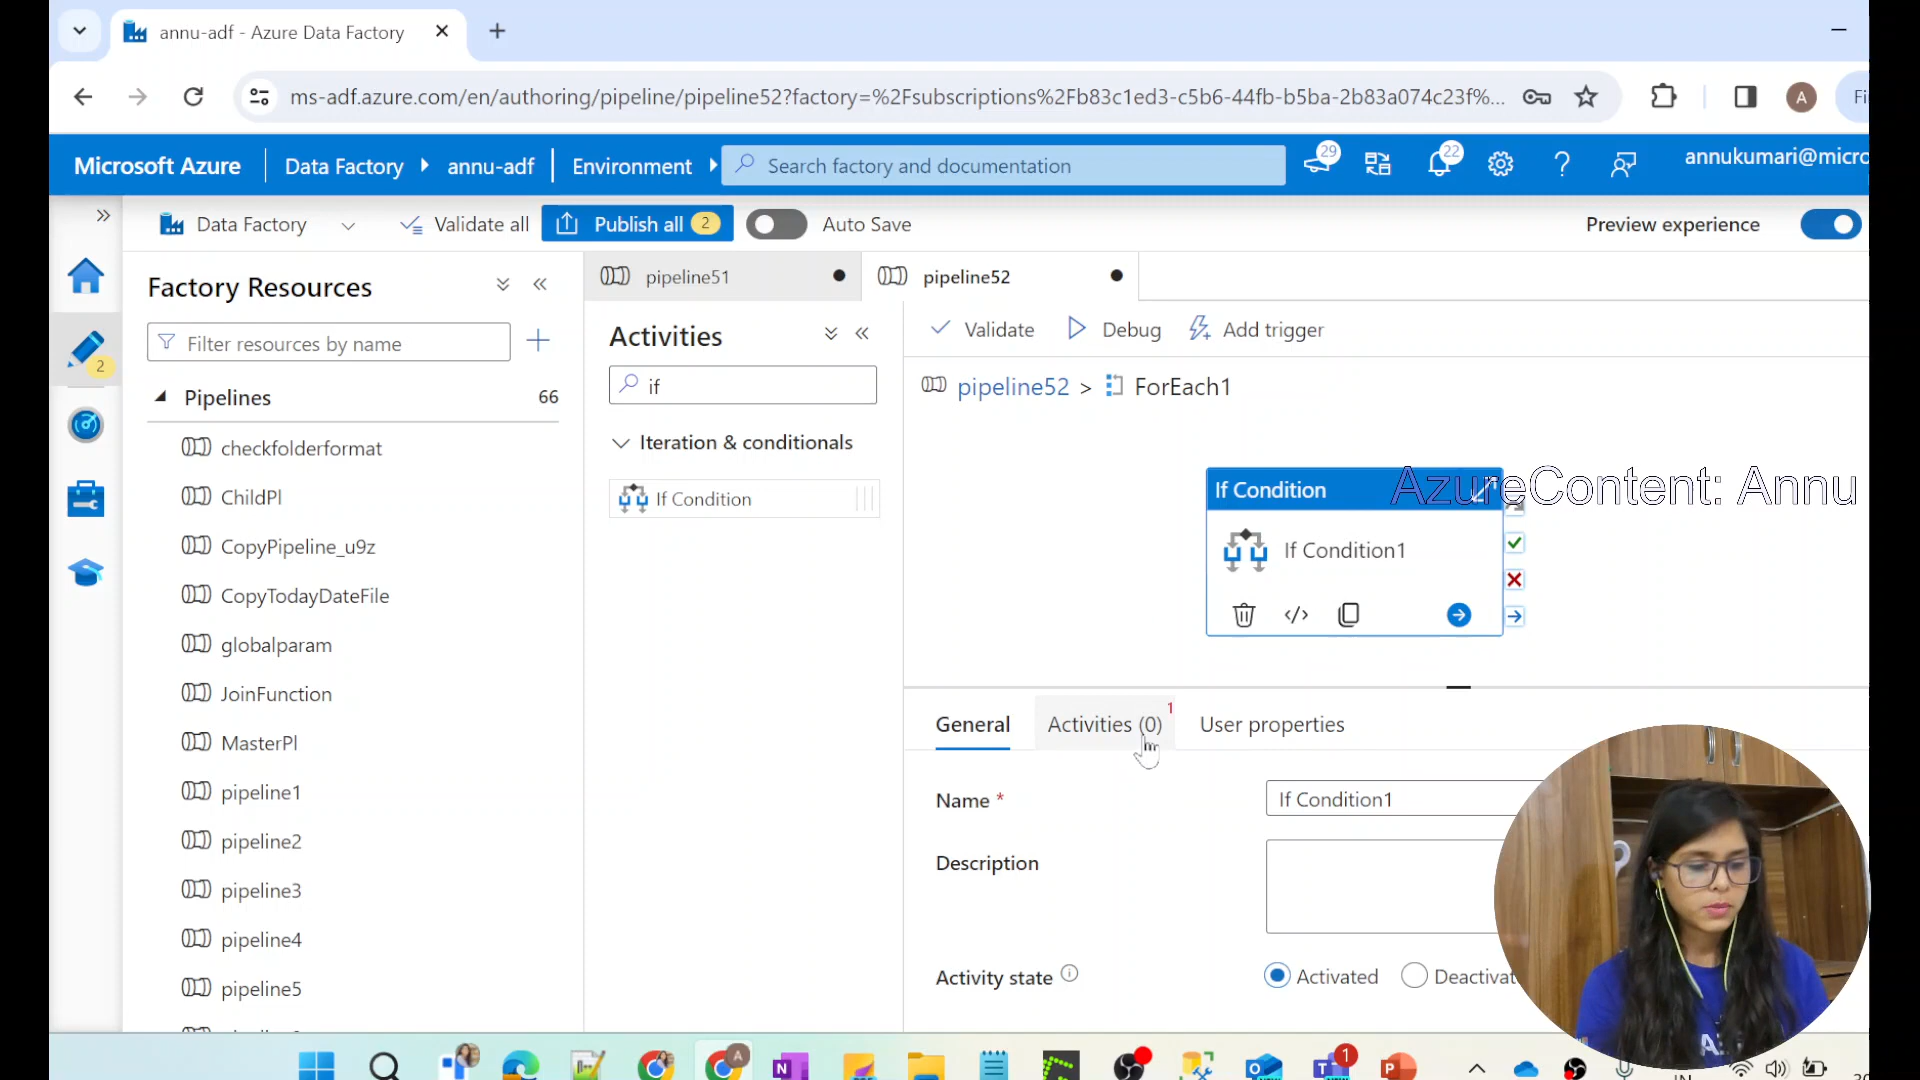 annu-adf - Azure Data Factory
ms-adf.azure.com/en/authoring/pipeline/pipeline52?factory=%2Fsubscriptions%2Fb83c1ed3-c5b6-44fb-b5ba-2b83a074c23f%...
A
Fi
Microsoft Azure
Data Factory
annu-adf
Environment
Search factory and documentation
29
22
annukumari@micro
Data Factory
Validate all
Publish all
2
Auto Save
Preview experience
Factory Resources
pipeline51
pipeline52
Filter resources by name
2
Activities
if
Validate
Debug
Add trigger
pipeline52 > ForEach1
Pipelines
66
checkfolderformat
ChildPl
CopyPipeline_u9z
CopyTodayDateFile
globalparam
JoinFunction
MasterPl
pipeline1
pipeline2
pipeline3
pipeline4
pipeline5
Iteration & conditionals
If Condition
If Condition
AzureContent: Annu
If Condition1
General
Activities (0)
1
User properties
Name *
If Condition1
Description
Activity state
Activated
A
1